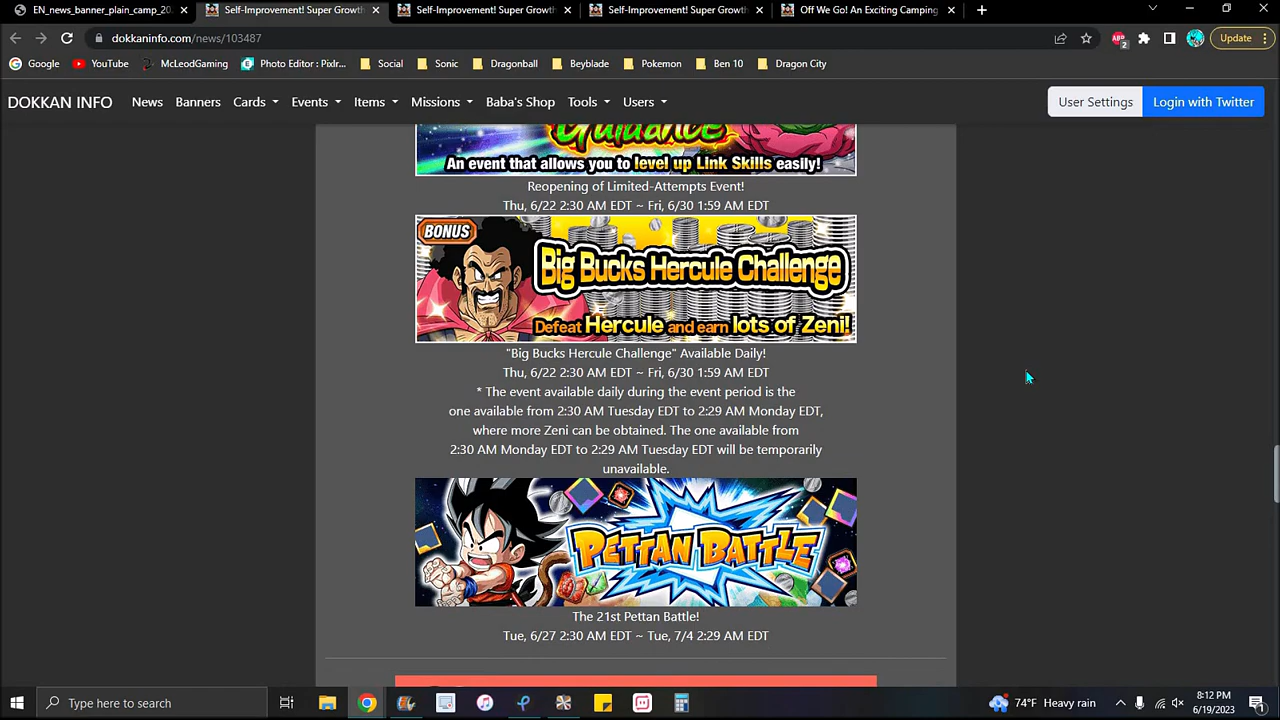 EN_news_banner_plain_camp_20.
Self-Improvement! Super Growth
Self-Improvement! Super Growth
Self-Improvement! Super Growth
Off We Go! An Exciting Camping
dokkaninfo.com/news/103487
ABP
2
Update
Google
YouTube
McLeodGaming
Photo Editor : Pixlr...
Social
Sonic
Dragonball
Beyblade
Pokemon
Ben 10
Dragon City
DOKKAN INFO
News
Banners
Cards
Events
Items
Missions
Baba's Shop
Tools
Users
User Settings
Login with Twitter
Guidance
An event that allows you to level up Link Skills easily!
Reopening of Limited-Attempts Event!
Thu, 6/22 2:30 AM EDT ~ Fri, 6/30 1:59 AM EDT
BONUS
Big Bucks Hercule Challenge
Defeat Hercule and earn lots of Zeni!
"Big Bucks Hercule Challenge" Available Daily!
Thu, 6/22 2:30 AM EDT ~ Fri, 6/30 1:59 AM EDT
* The event available daily during the event period is the
one available from 2:30 AM Tuesday EDT to 2:29 AM Monday EDT,
where more Zeni can be obtained. The one available from
2:30 AM Monday EDT to 2:29 AM Tuesday EDT will be temporarily
unavailable.
PETTAN BATTLE
The 21st Pettan Battle!
Tue, 6/27 2:30 AM EDT ~ Tue, 7/4 2:29 AM EDT
Type here to search
74°F Heavy rain
8:12 PM
6/19/2023